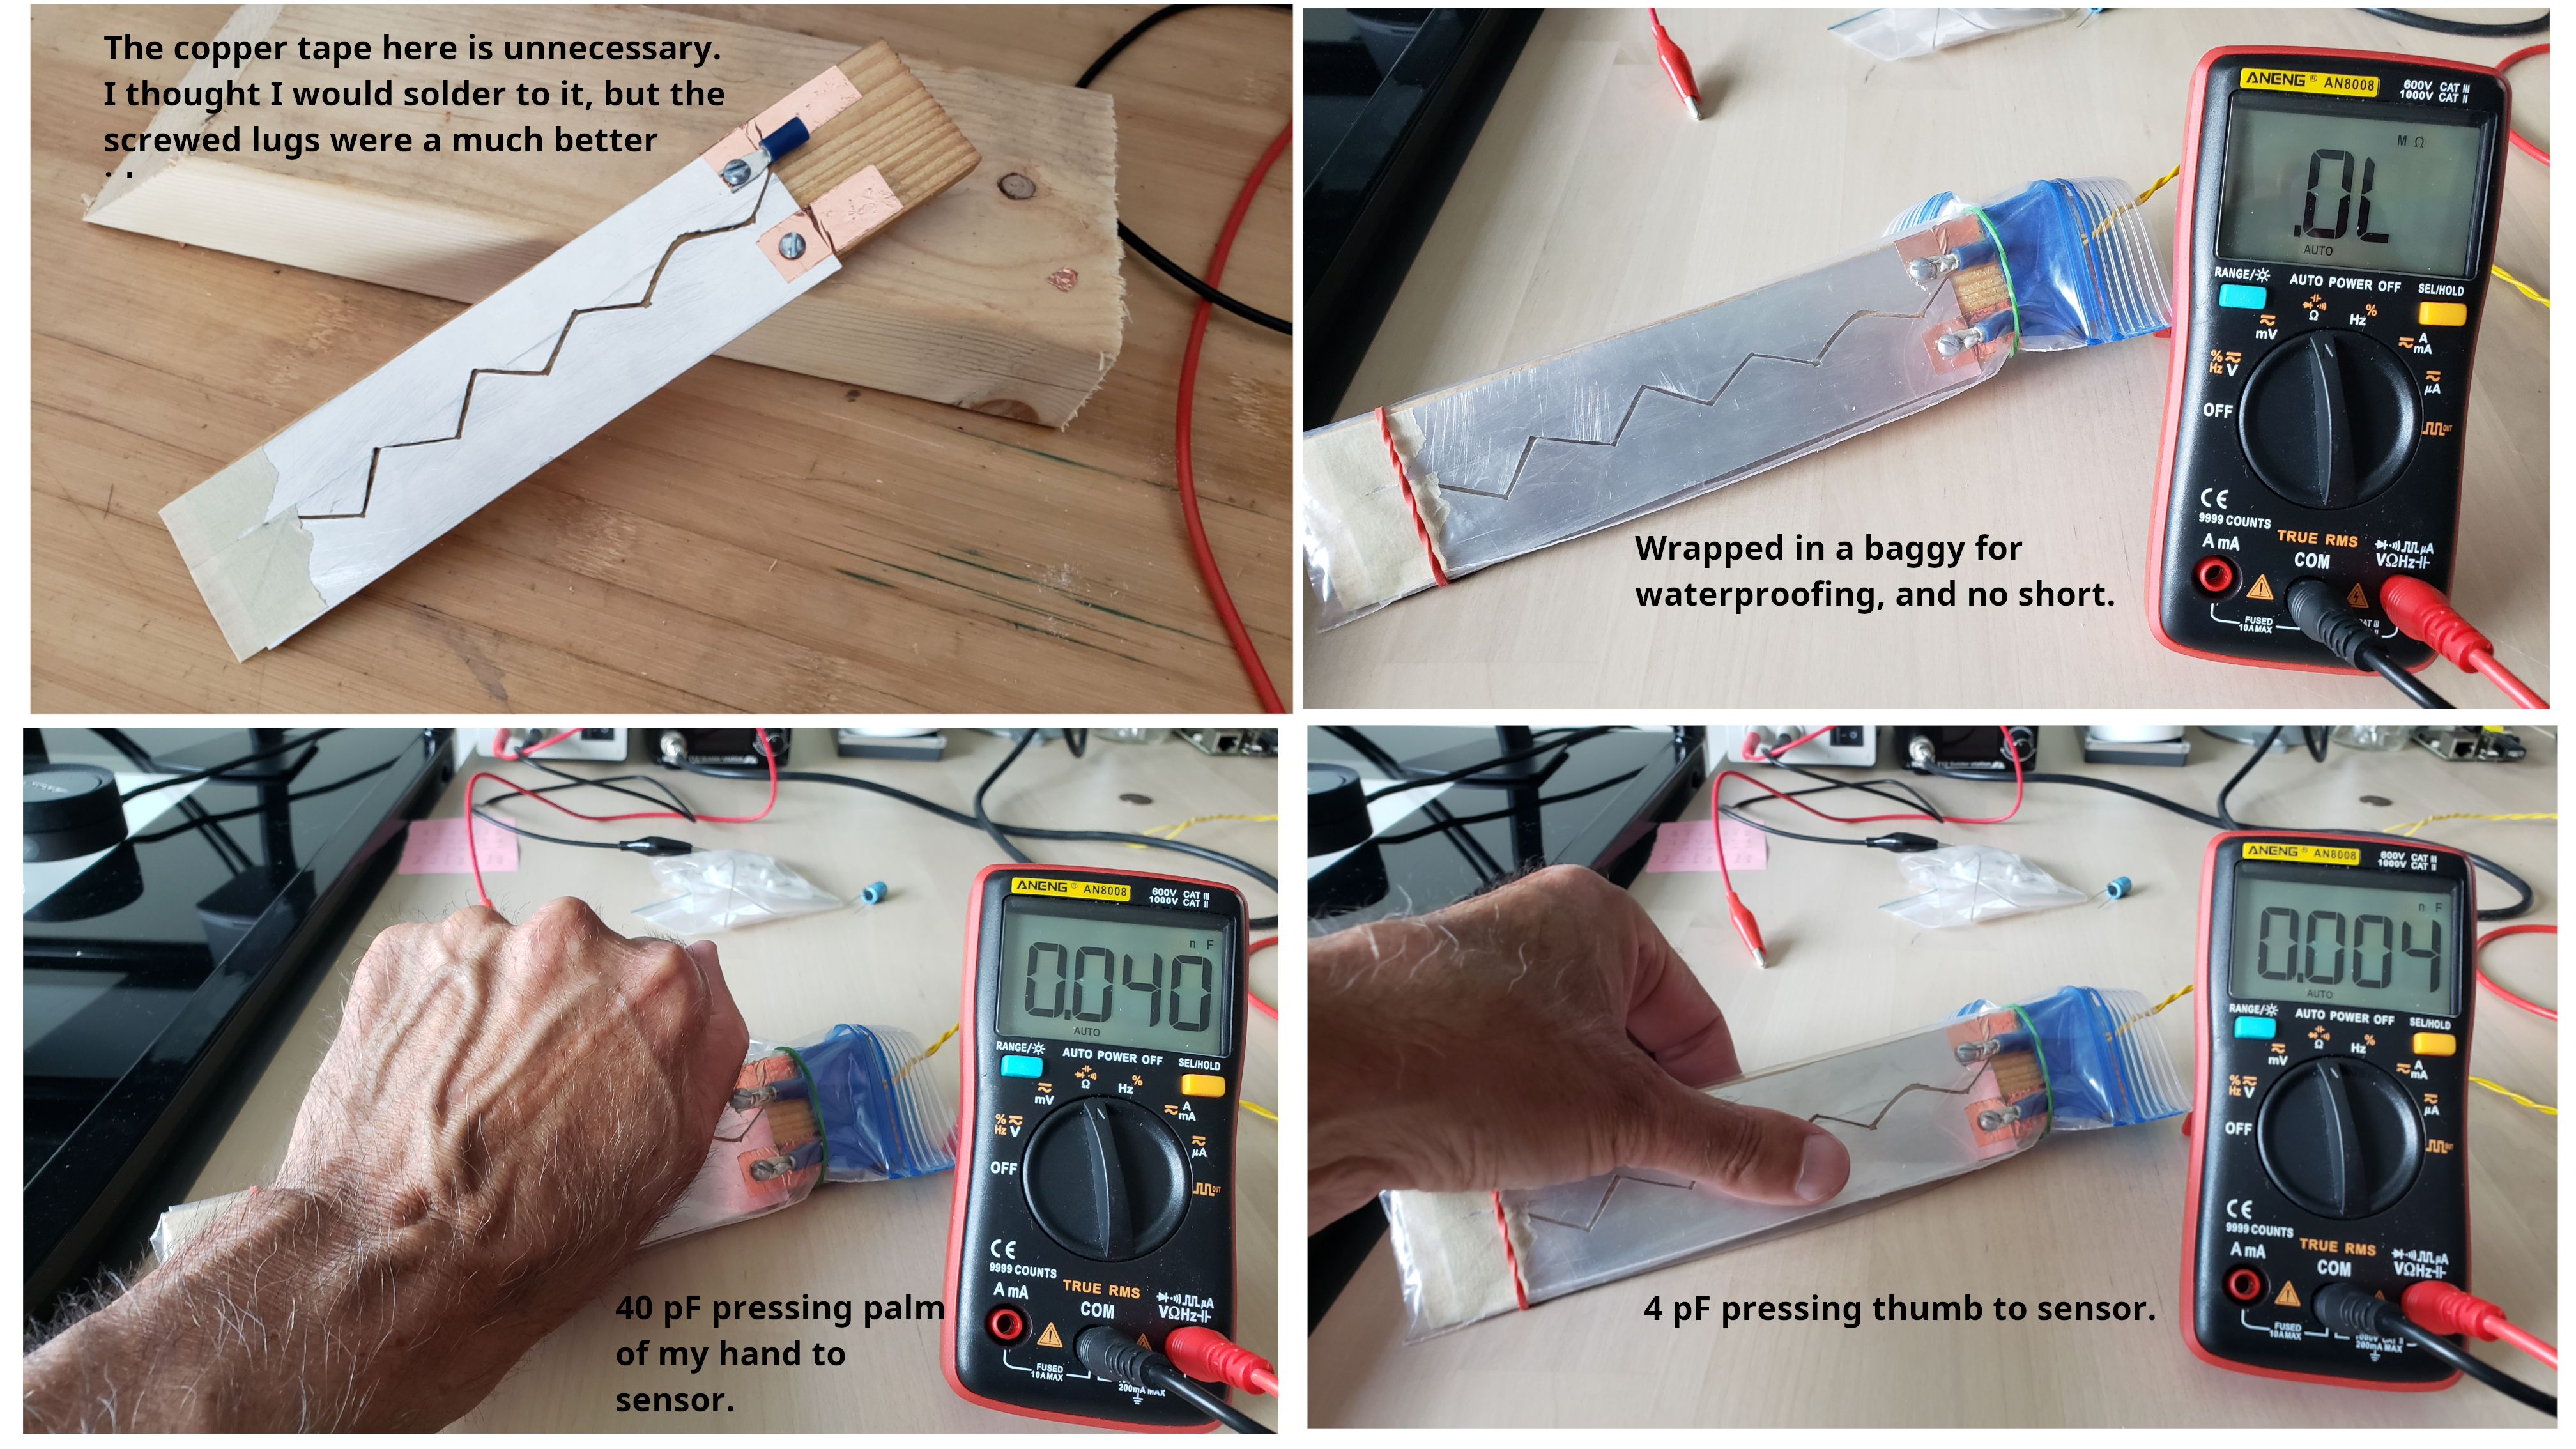 The copper tape here is unnecessary.
I thought I would solder to it, but the
screwed lugs were a much better
ANENG® AN8008
600V CAT III
1000V CAT II
MΩ
.0L
AUTO
RANGE/
AUTO POWER OFF
SEL/HOLD
Ω
Hz%
mV
A
mA
%
Hz V
µA
OFF
OUT
CE
9999 COUNTS
TRUE RMS
A mA
COM
VΩHz
FUSED
10A MAX
Wrapped in a baggy for
waterproofing, and no short.
ANENG® AN8008
600V CAT III
1000V CAT II
nF
0.040
AUTO
RANGE/
AUTO POWER OFF
SEL/HOLD
Ω
Hz%
mV
A
mA
%
Hz V
µA
OFF
OUT
CE
9999 COUNTS
TRUE RMS
A mA
COM
VΩHz
FUSED
10A MAX
200mA MAX
40 pF pressing palm
of my hand to
sensor.
ANENG® AN8008
600V CAT III
1000V CAT II
nF
0.004
AUTO
RANGE/
AUTO POWER OFF
SEL/HOLD
Ω
Hz%
mV
A
mA
%
Hz V
µA
OFF
OUT
CE
9999 COUNTS
TRUE RMS
A mA
COM
VΩHz
FUSED
10A MAX
200mA MAX
4 pF pressing thumb to sensor.